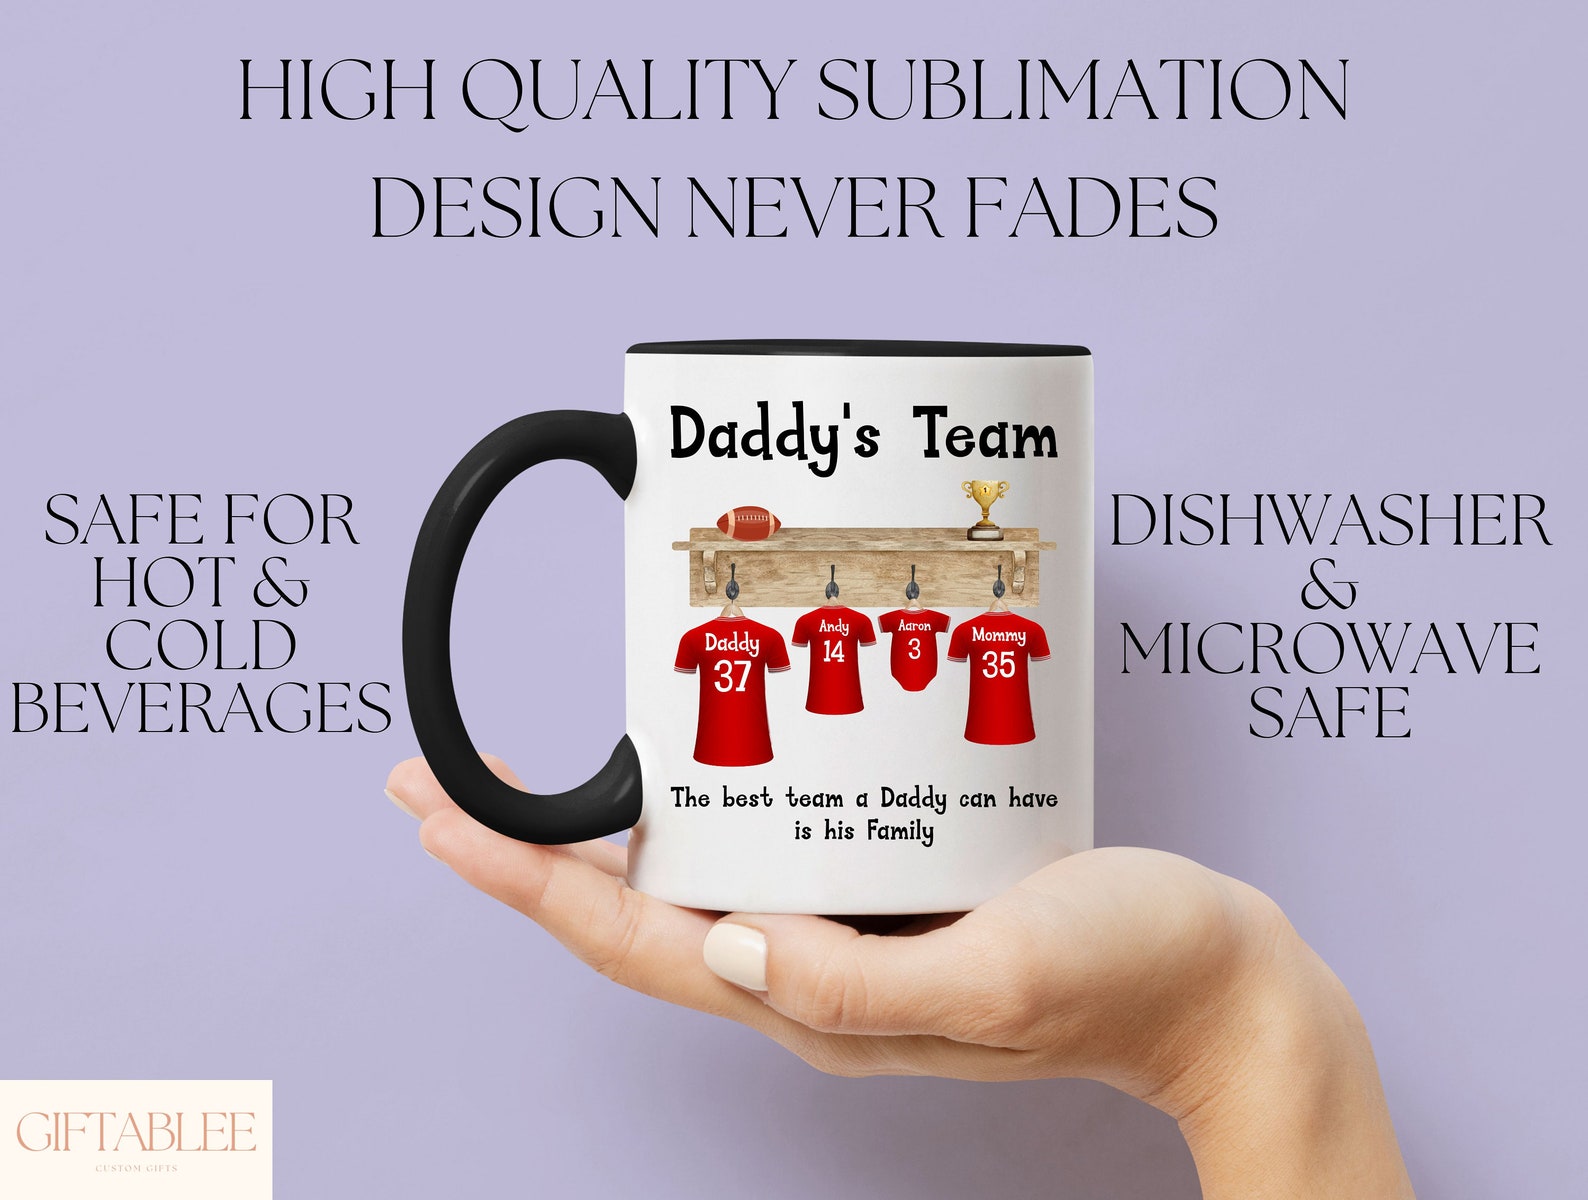 HIGH QUALITY SUBLIMATION
DESIGN NEVER FADES
SAFE FOR
HOT &
COLD
BEVERAGES
DISHWASHER
&
MICROWAVE
SAFE
Daddy's Team
1
Daddy
37
Andy
14
Aaron
3
Mommy
35
The best team a Daddy can have
is his Family
GIFTABLEE
CUSTOM GIFTS